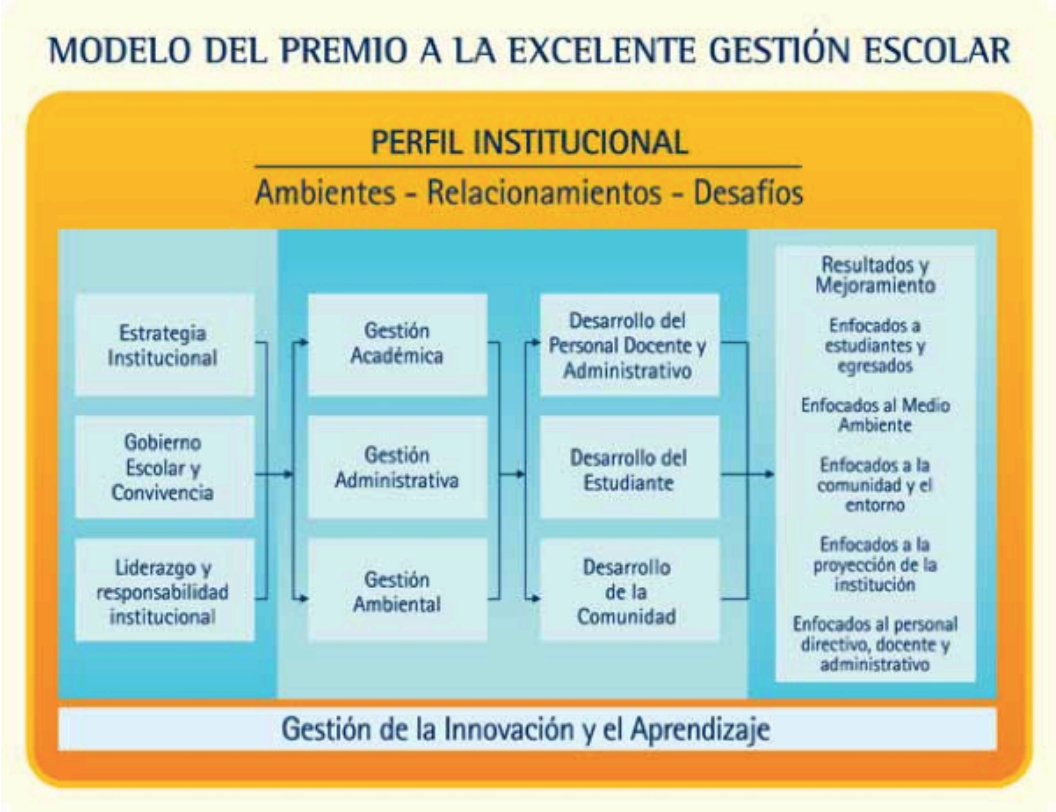 MODELO DEL PREMIO A LA EXCELENTE GESTIÓN ESCOLAR
PERFIL INSTITUCIONAL
Ambientes - Relacionamientos - Desafíos
Estrategia
Institucional
Gobierno
Escolar y
Convivencia
Liderazgo y
responsabilidad
institucional
Gestión
Académica
Gestión
Administrativa
Gestión
Ambiental
Desarrollo del
Personal Docente y
Administrativo
Desarrollo del
Estudiante
Desarrollo
de la
Comunidad
Resultados y
Mejoramiento
Enfocados a
estudiantes y
egresados
Enfocados al Medio
Ambiente
Enfocados a la
comunidad y el
entorno
Enfocados a la
proyección de la
institución
Enfocados al personal
directivo, docente y
administrativo
Gestión de la Innovación y el Aprendizaje